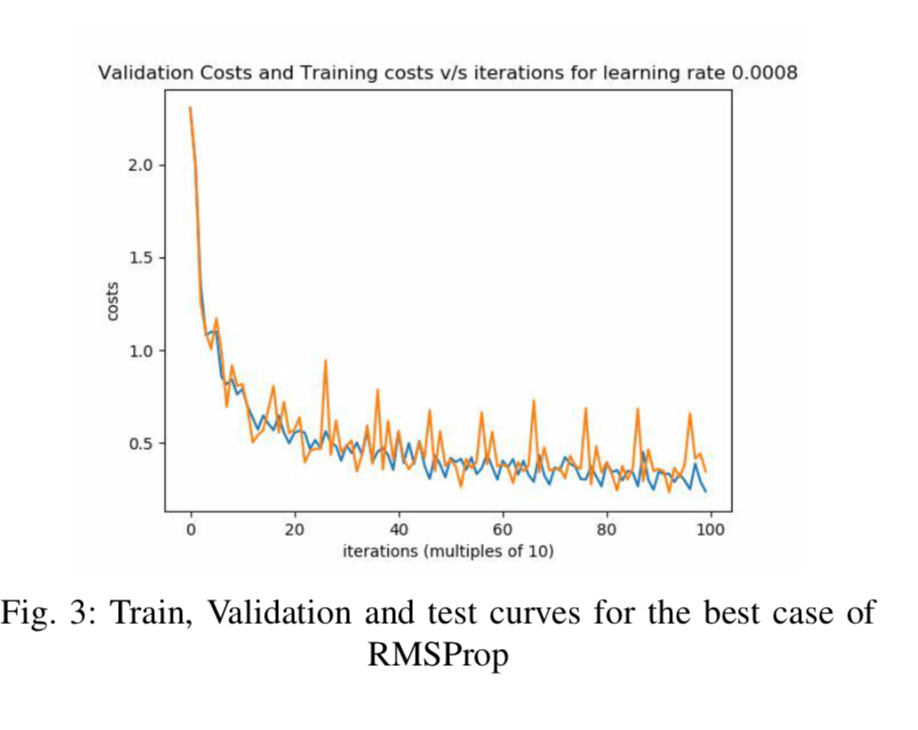 Validation Costs and Training costs v/s iterations for learning rate 0.0008
2.0
1.5
1.0
0.5
costs
0 20 40 60 80 100
iterations (multiples of 10)
Fig. 3: Train, Validation and test curves for the best case of
RMSProp